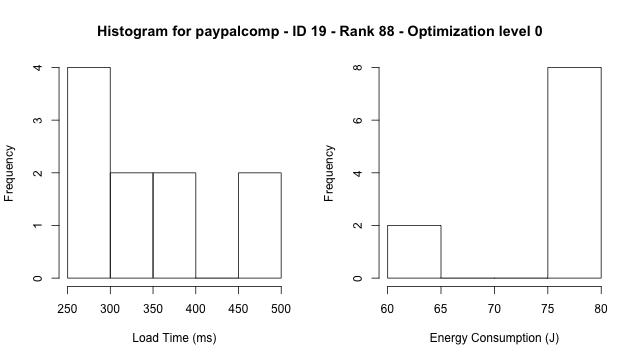 Histogram for paypalcomp - ID 19 - Rank 88 - Optimization level 0
Frequency
4
3
2
1
0
250 300 350 400 450 500
Load Time (ms)
Frequency
8
6
4
2
0
60 65 70 75 80
Energy Consumption (J)